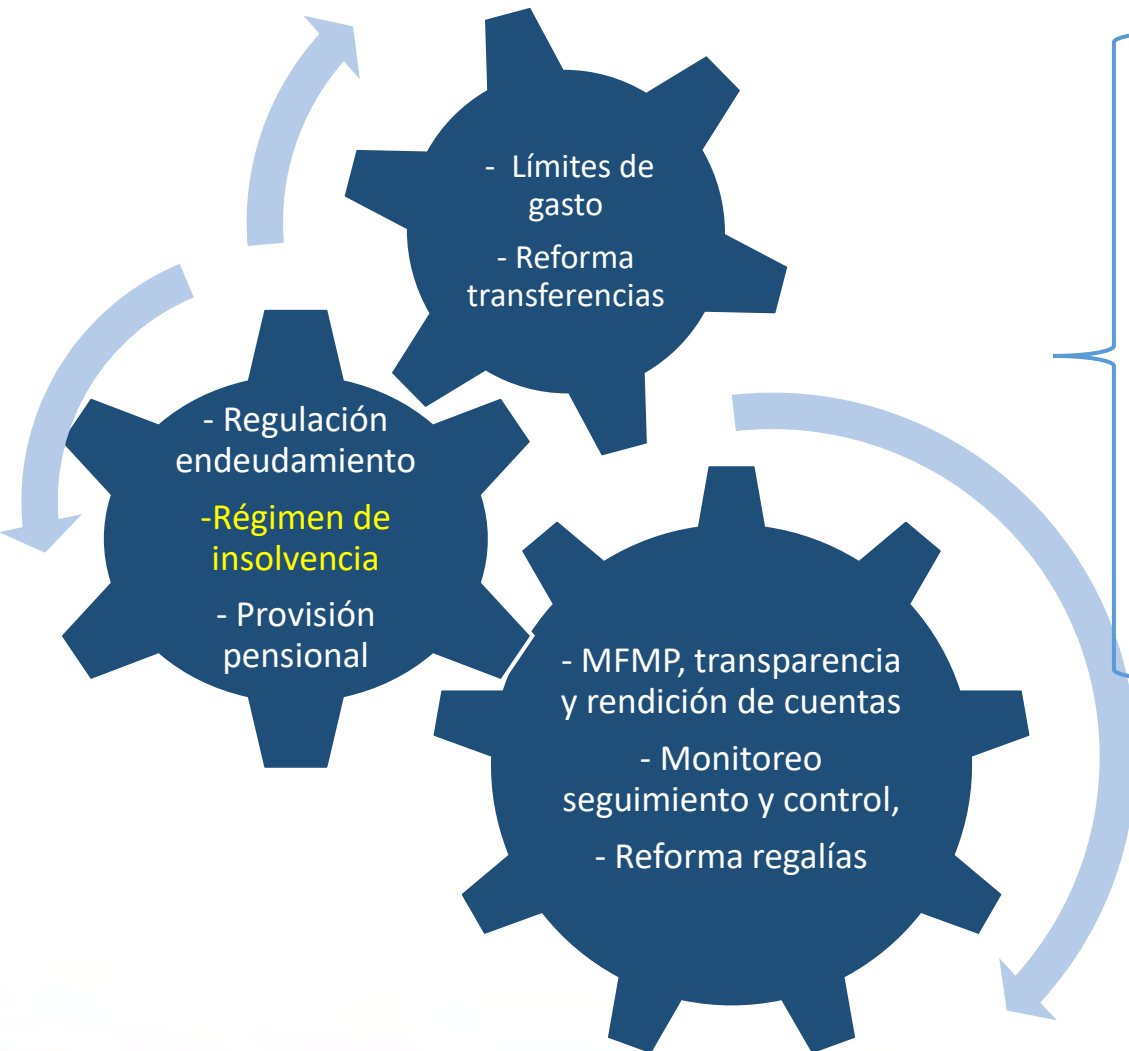 - Límites de
gasto
- Reforma
transferencias
- Regulación
endeudamiento
-Régimen de
insolvencia
- Provisión
pensional
- MFMP, transparencia
y rendición de cuentas
- Monitoreo
seguimiento y control,
- Reforma regalías